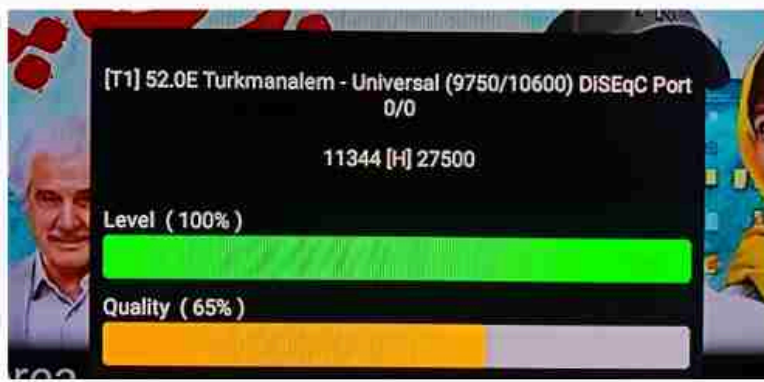 [T1] 52.0E Turkmanalem - Universal (9750/10600) DiSEqC Port
0/0
11344 [H] 27500
Level ( 100% )
Quality ( 65% )